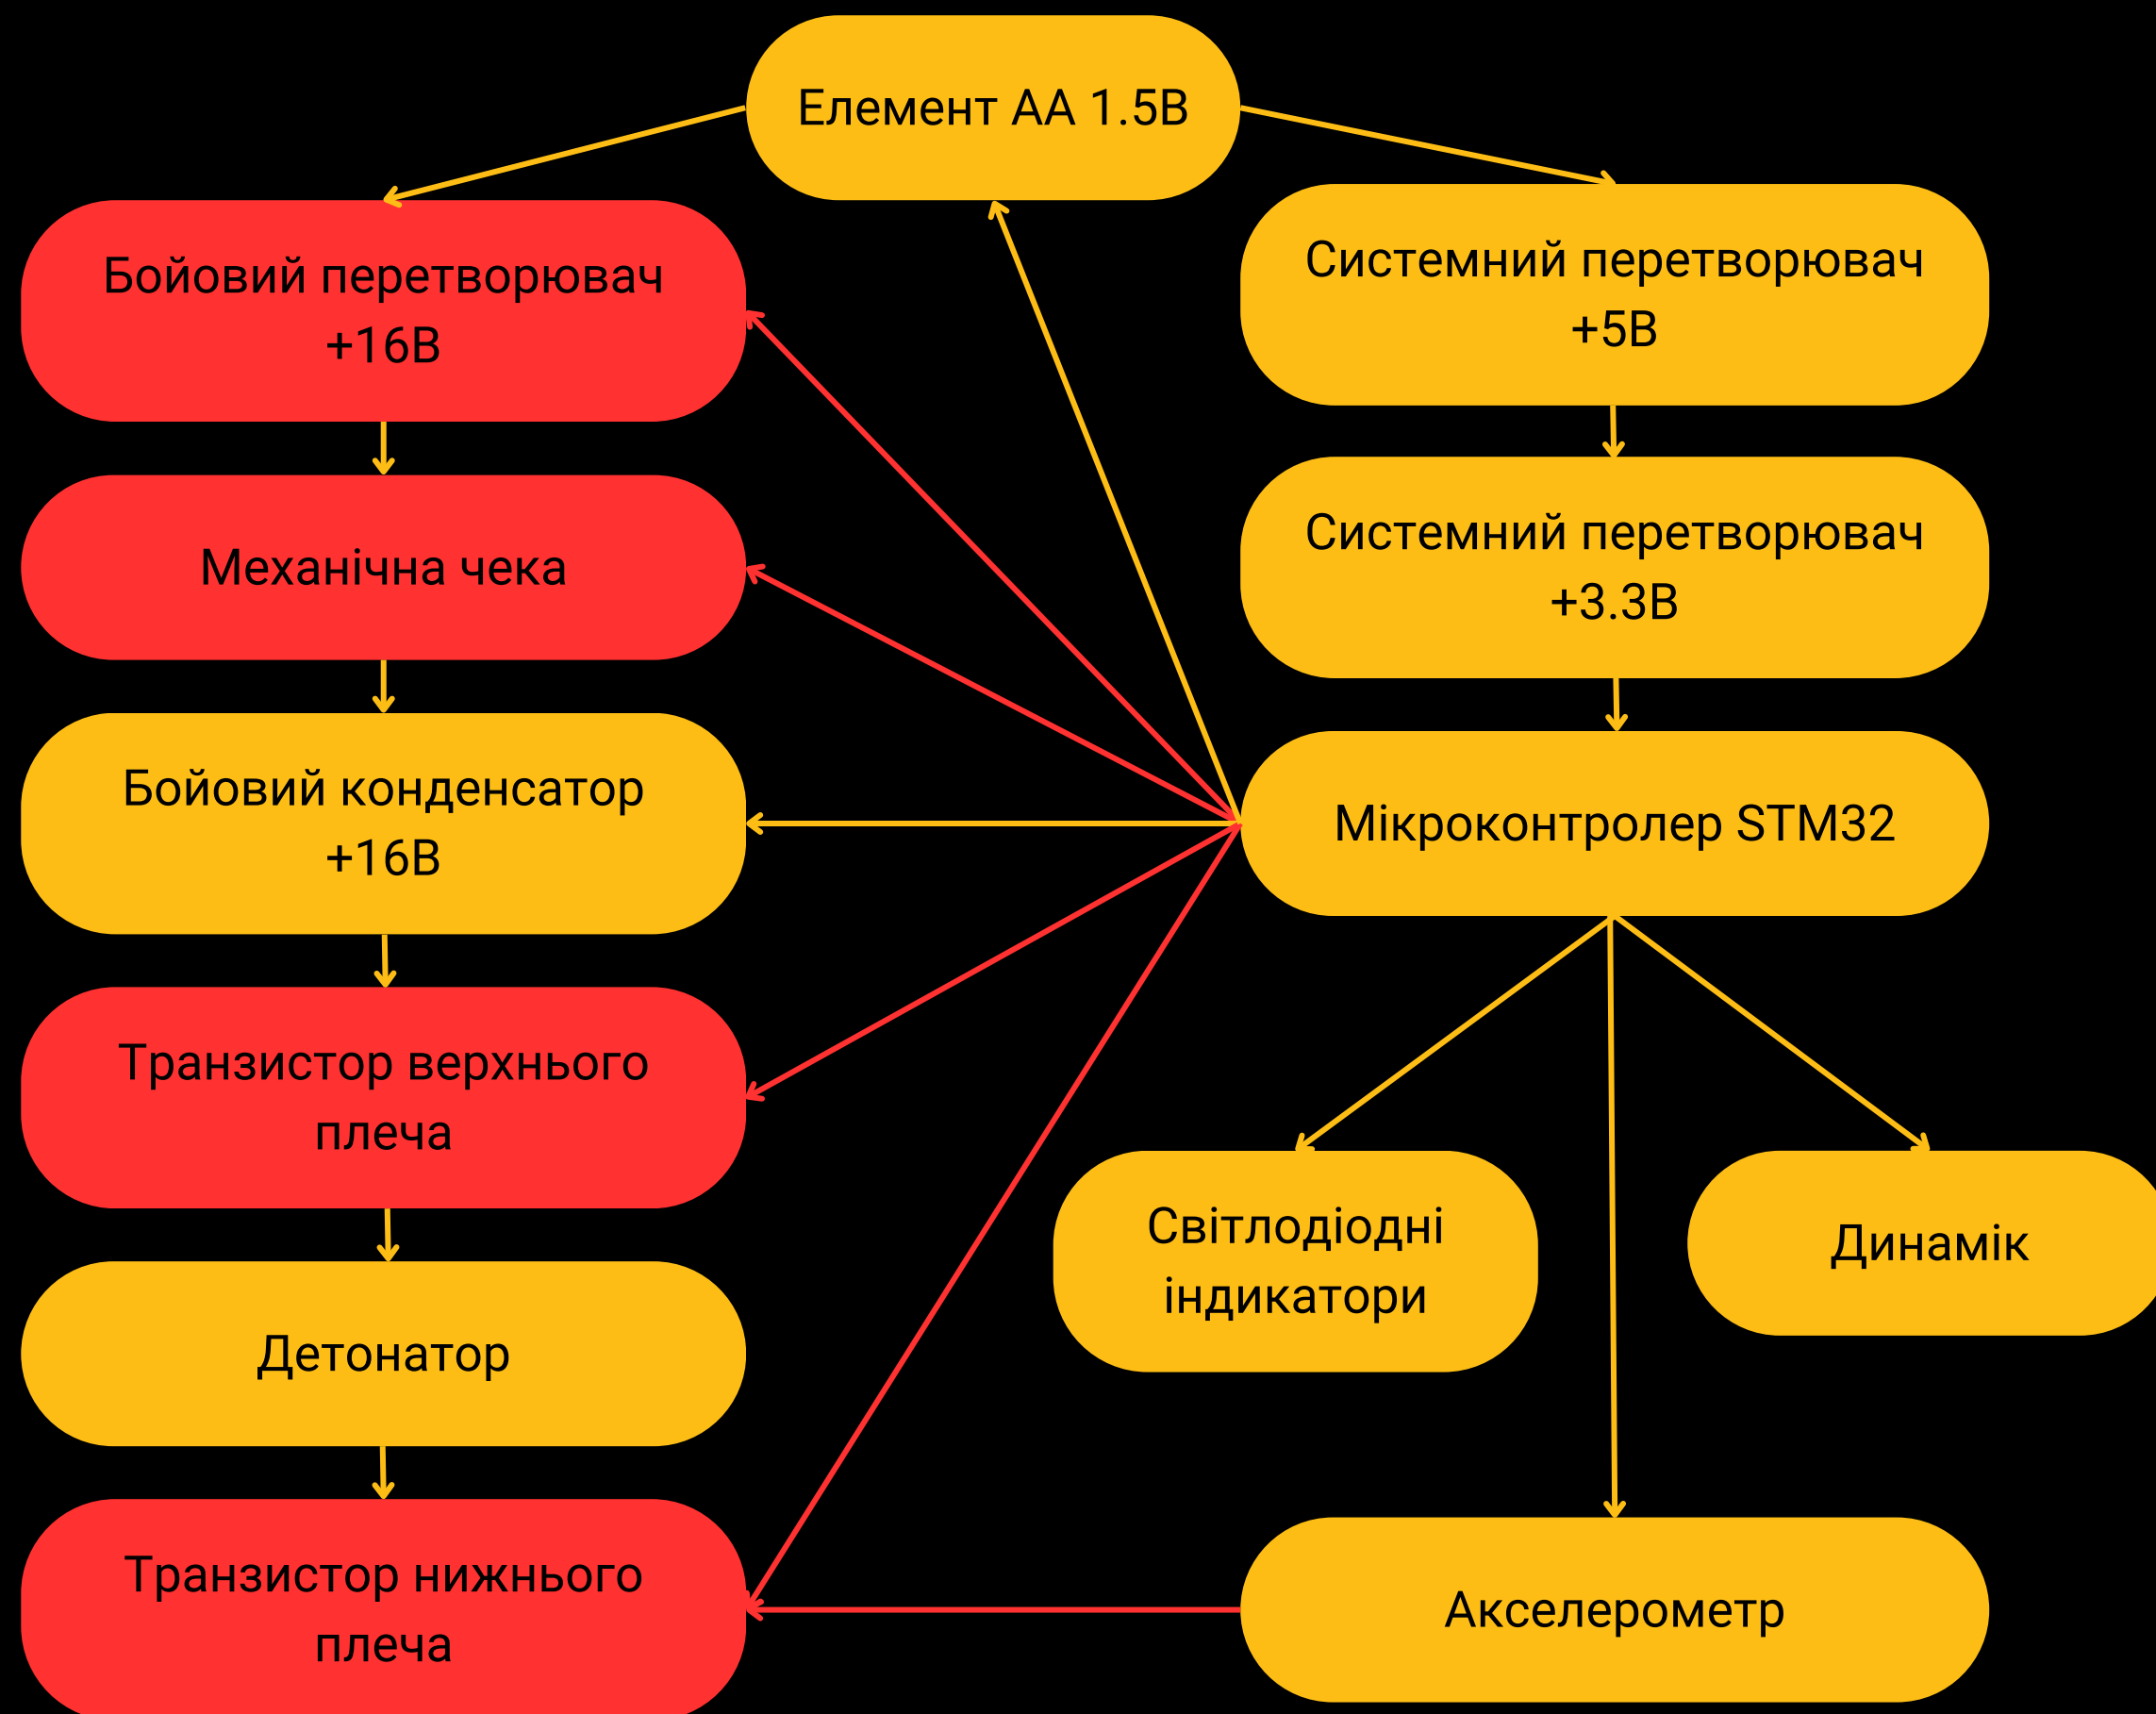 Елемент АА 1.5В
Бойовий перетворювач
+16В
Системний перетворювач
+5В
Механічна чека
Системний перетворювач
+3.3В
Бойовий конденсатор
+16В
Мікроконтролер STM32
Транзистор верхнього
плеча
Світлодіодні
індикатори
Динамік
Детонатор
Транзистор нижнього
плеча
Акселерометр